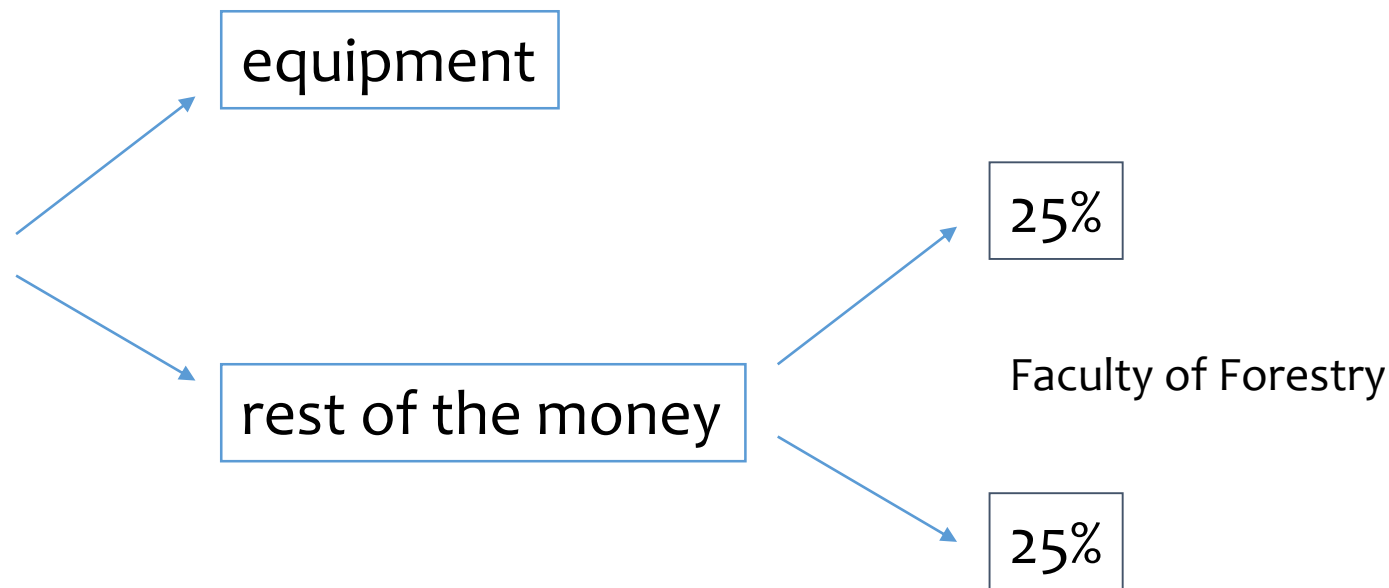 equipment
25%
Faculty of Forestry
rest of the money
25%